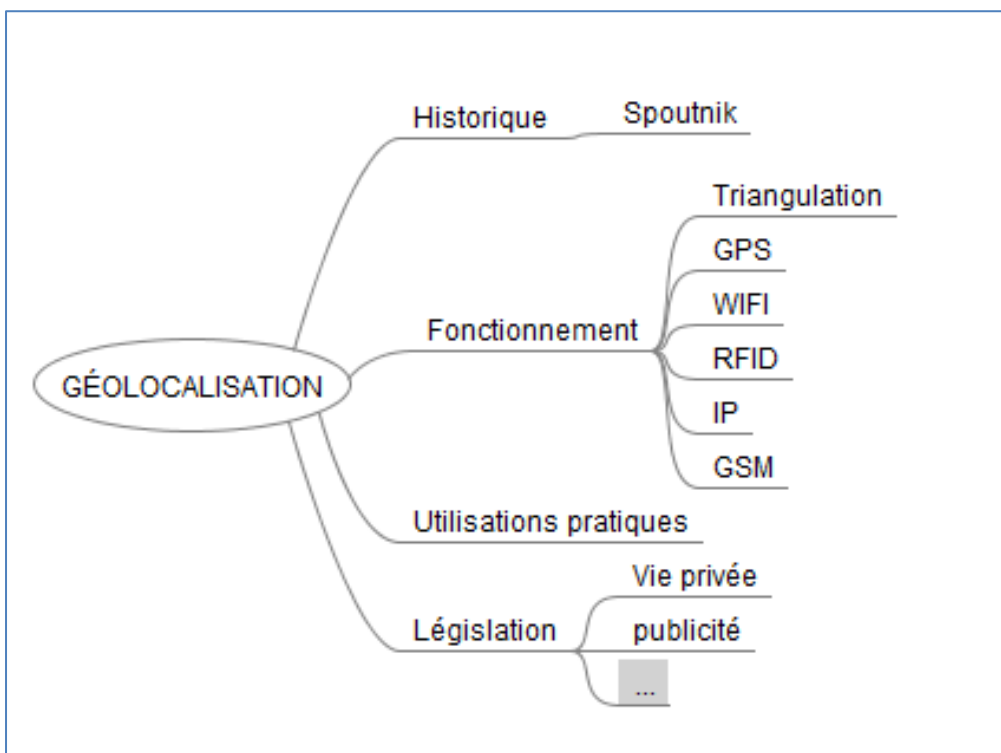 GÉOLOCALISATION
Historique
Spoutnik
Fonctionnement
Triangulation
GPS
WIFI
RFID
IP
GSM
Utilisations pratiques
Législation
Vie privée
publicité
...